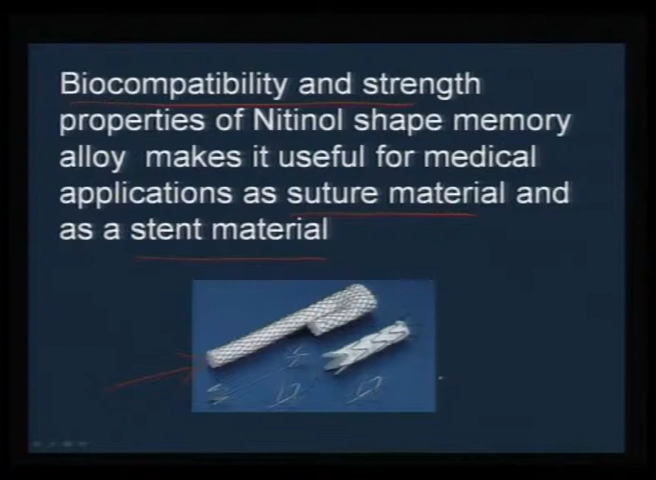 Biocompatibility and strength
properties of Nitinol shape memory
alloy makes it useful for medical
applications as suture material and
as a stent material